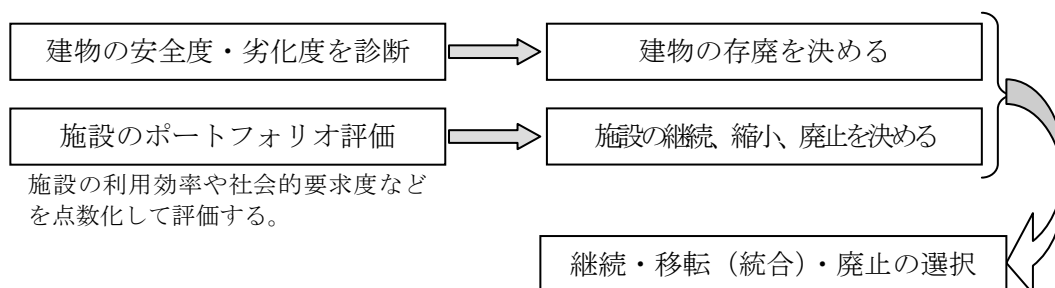 建物の安全度・劣化度を診断
建物の存廃を決める
施設のポートフォリオ評価
施設の継続、縮小、廃止を決める
施設の利用効率や社会的要求度など
を点数化して評価する。
継続・移転（統合）・廃止の選択